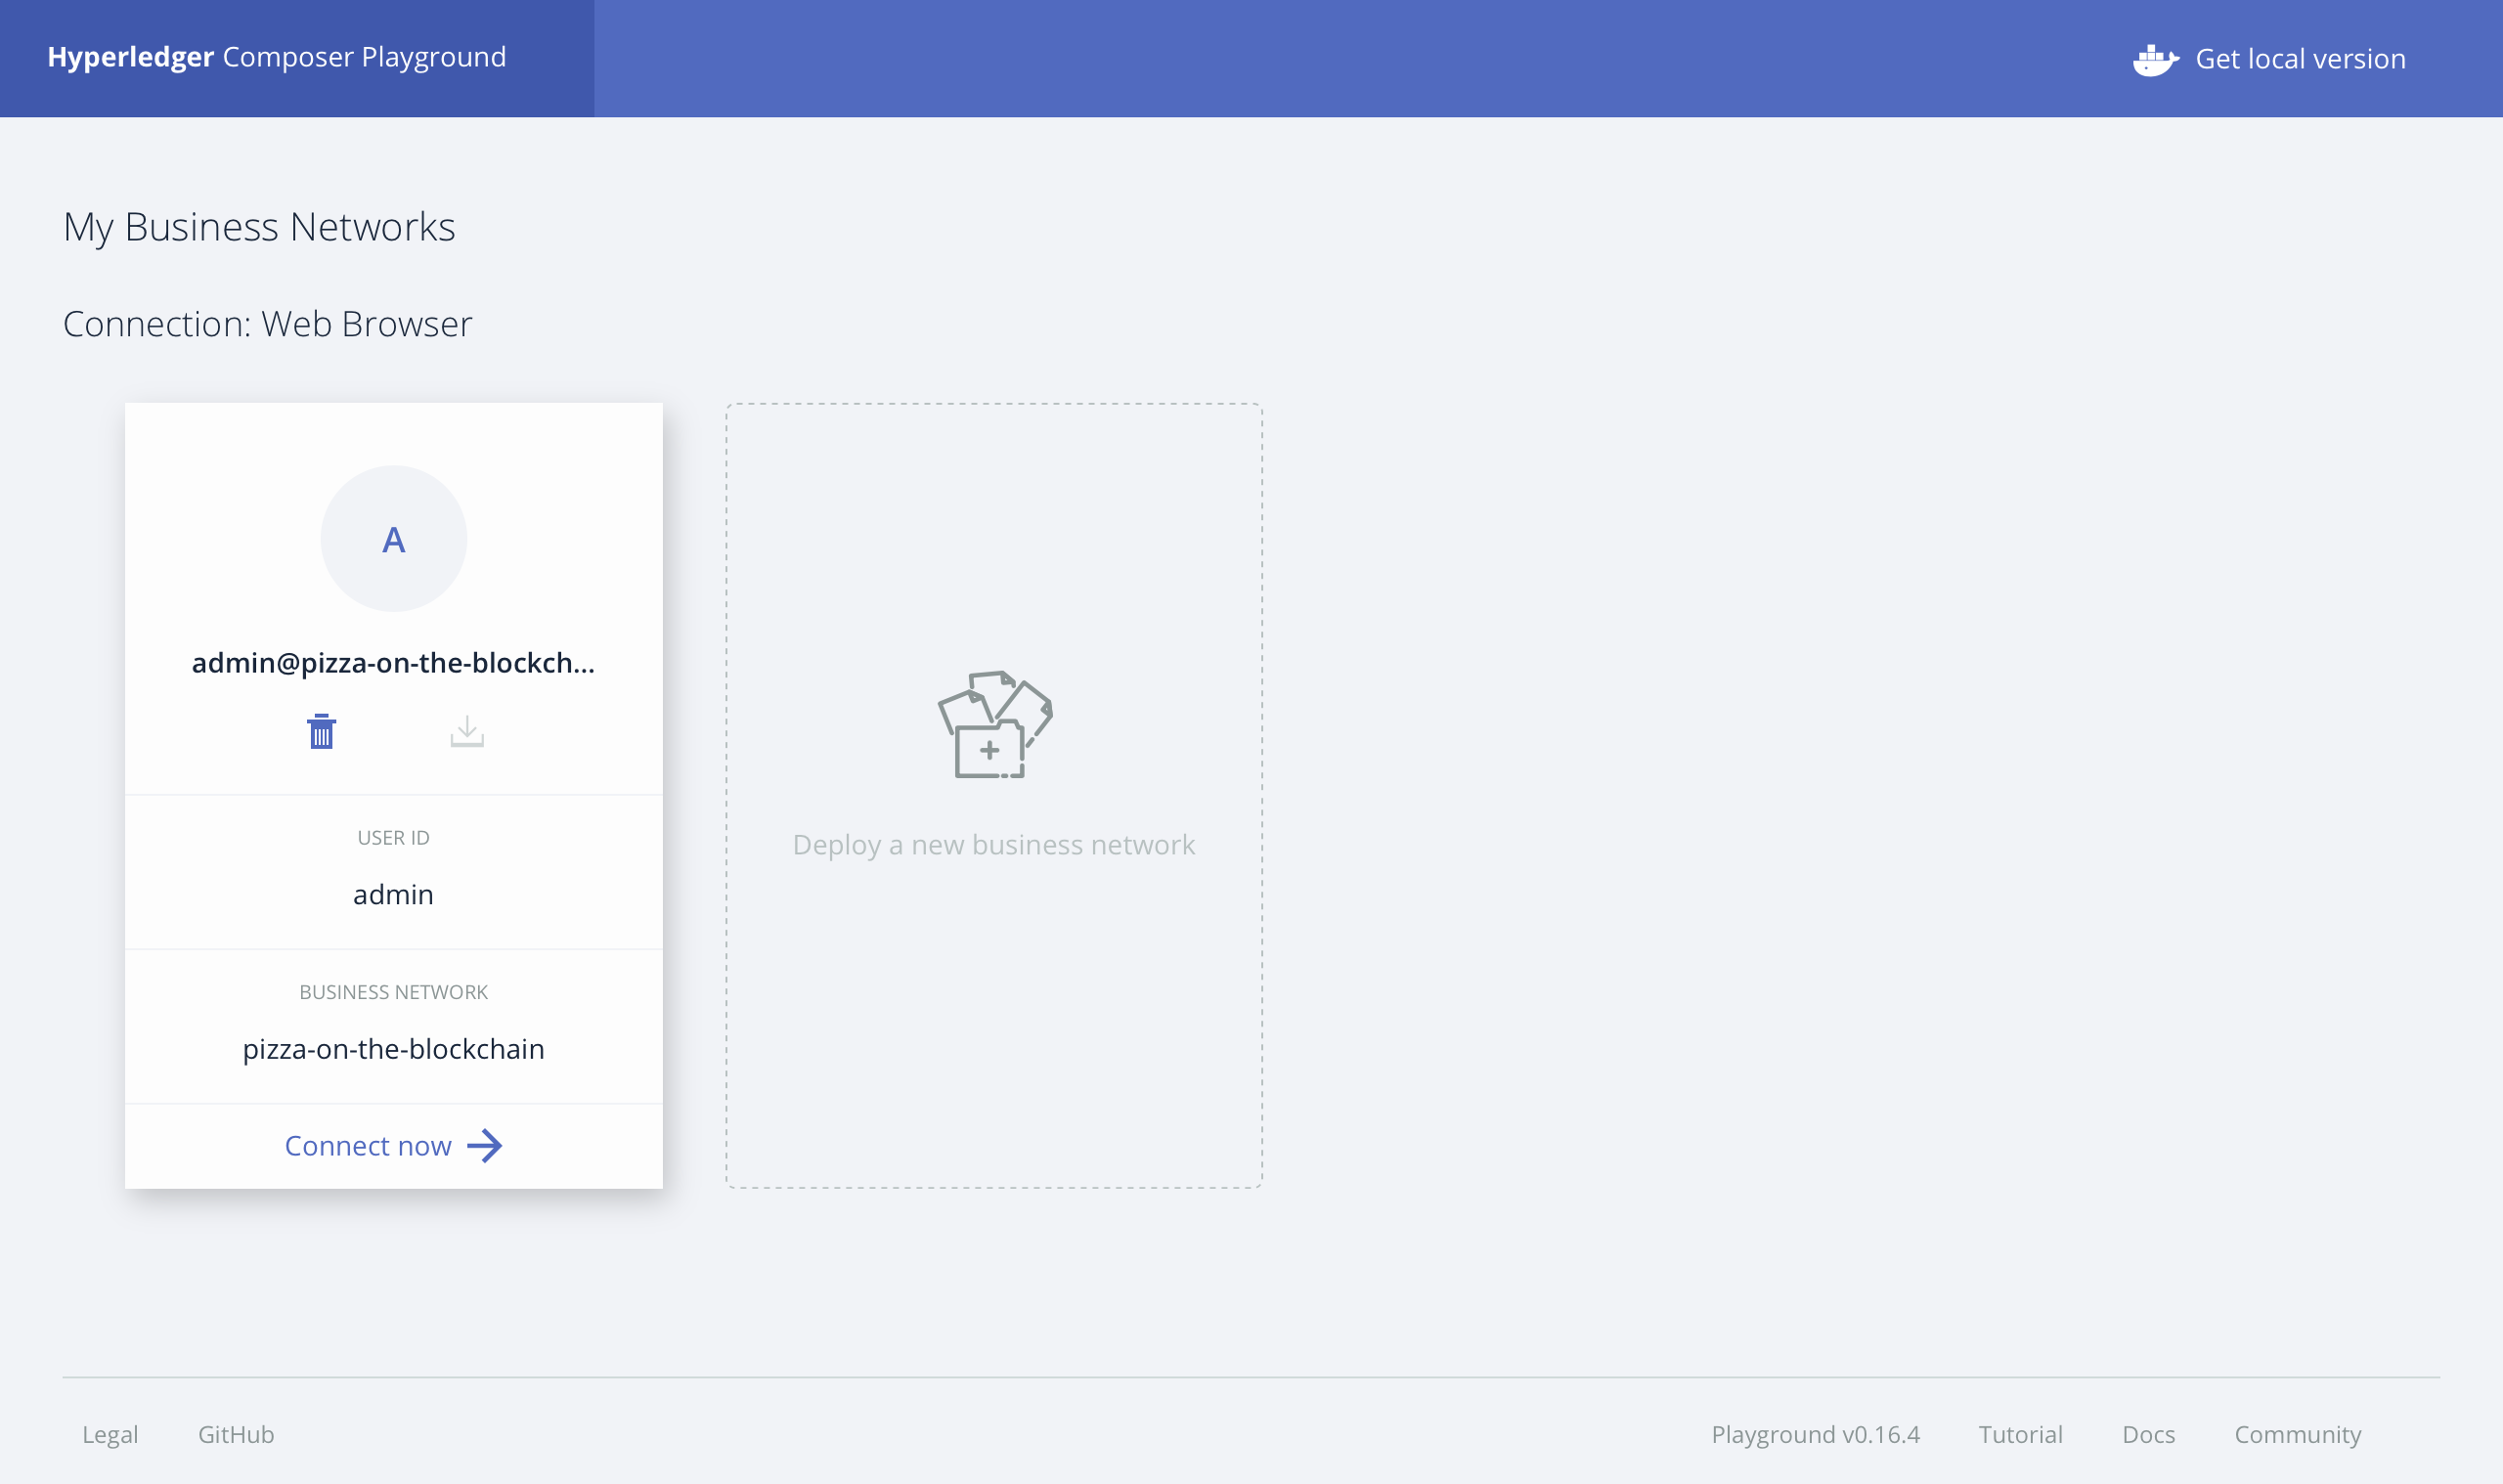 Hyperledger Composer Playground
Get local version
My Business Networks
Connection: Web Browser
A
admin@pizza-on-the-blockch...
USER ID
admin
BUSINESS NETWORK
pizza-on-the-blockchain
Connect now
Deploy a new business network
Legal GitHub Playground v0.16.4 Tutorial Docs Community